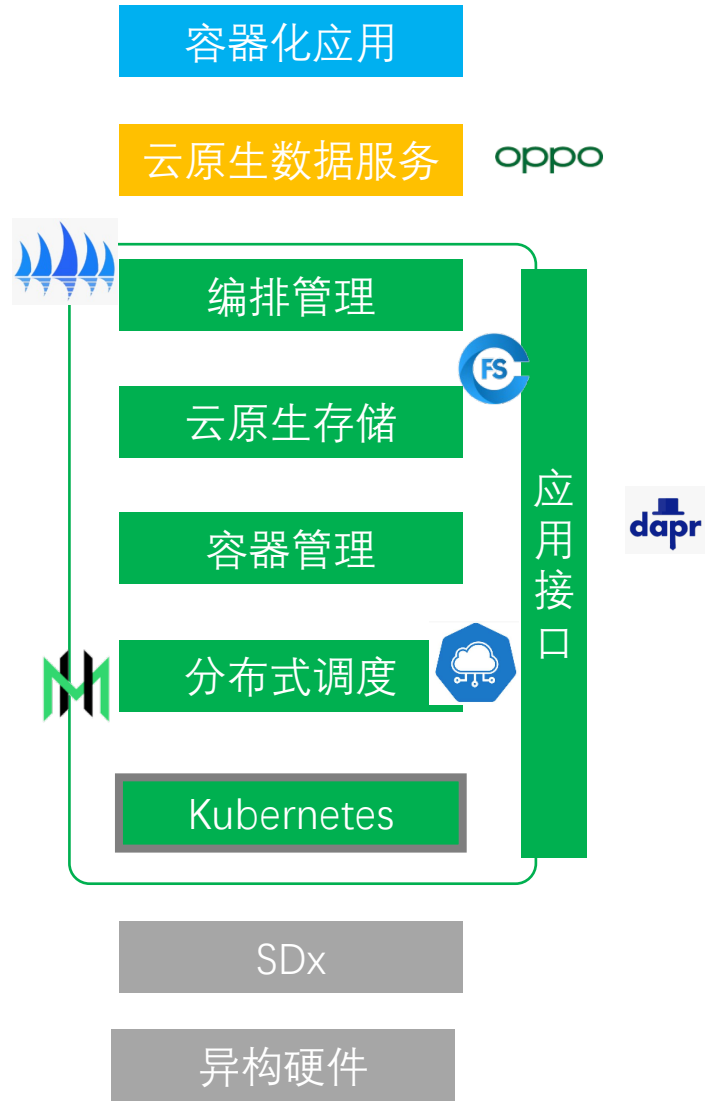 容器化应用
云原生数据服务
oppo
编排管理
FS
云原生存储
应用接口
dapr
容器管理
分布式调度
Kubernetes
SDx
异构硬件